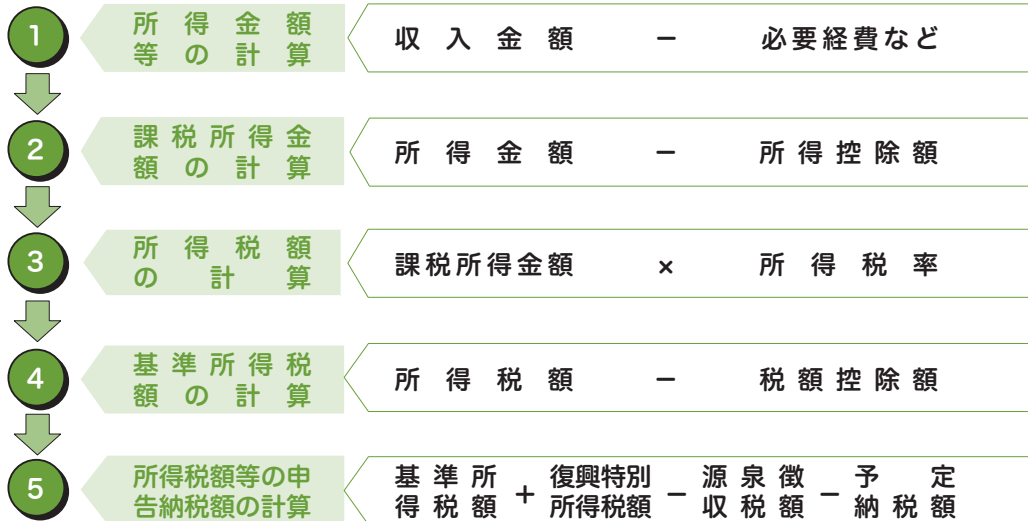 1
所得金額
等の計算
収入金額 － 必要経費など
2
課税所得金
額の計算
所得金額 － 所得控除額
3
所得税額
の計算
課税所得金額 × 所得税率
4
基準所得税
額の計算
所得税額 － 税額控除額
5
所得税額等の申
告納税額の計算
基準所
得税額
＋
復興特別
所得税額
－
源泉徴
収税額
－
予定
納税額